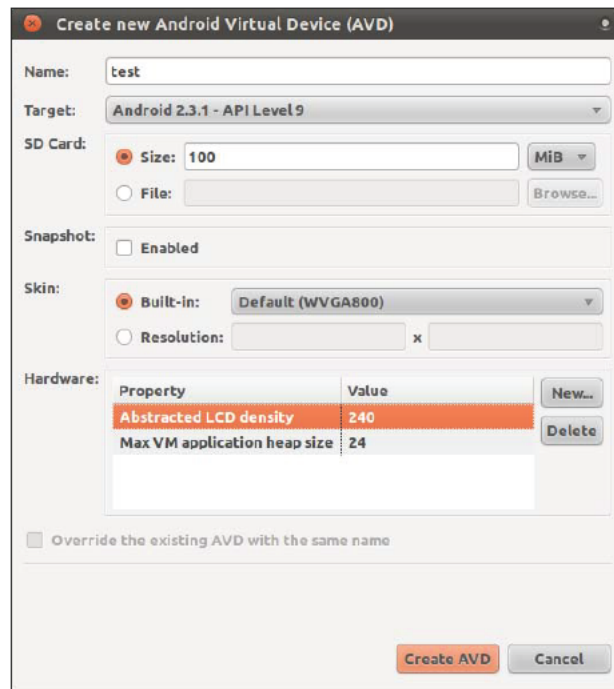 Create new Android Virtual Device (AVD)
Name: test
Target: Android 2.3.1 - API Level 9
SD Card:
Size: 100 MiB
File: Browse...
Snapshot:
Enabled
Skin:
Built-in: Default (WVGA800)
Resolution: x
Hardware:
Property Value New...
Abstracted LCD density 240
Delete
Max VM application heap size 24
Override the existing AVD with the same name
Create AVD Cancel